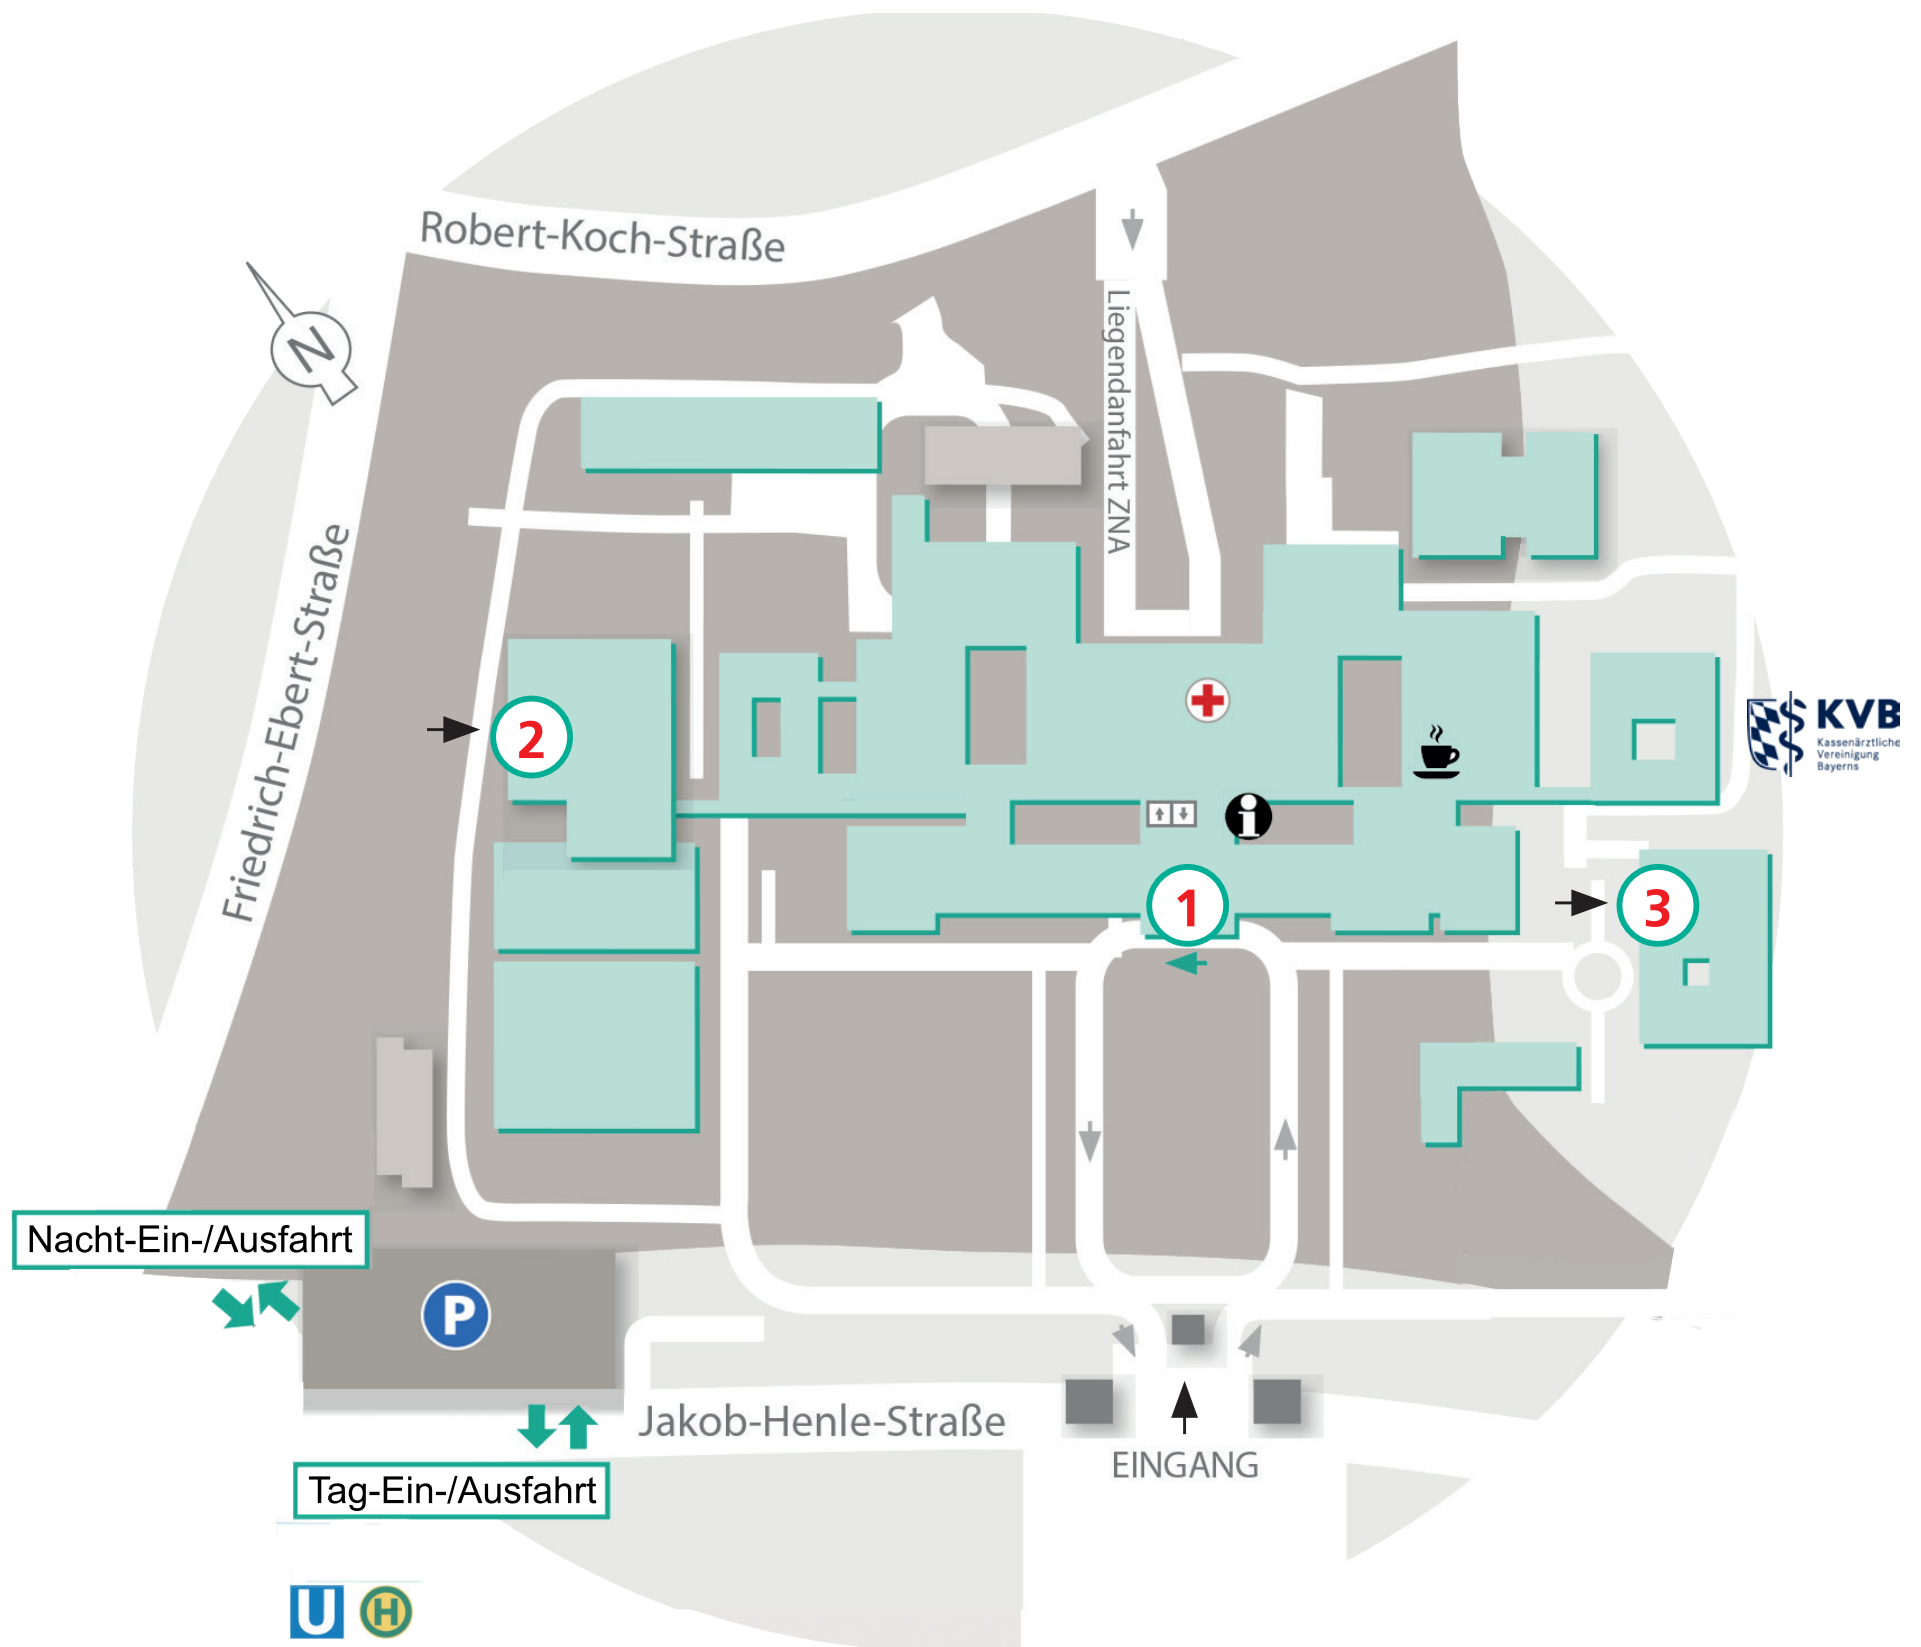 Robert-Koch-Straße
N
Liegendanfahrt ZNA
Friedrich-Ebert-Straße
2
KVB
Kassenärztliche
Vereinigung
Bayerns
i
1
3
Nacht-Ein-/Ausfahrt
P
Jakob-Henle-Straße
EINGANG
Tag-Ein-/Ausfahrt
U H